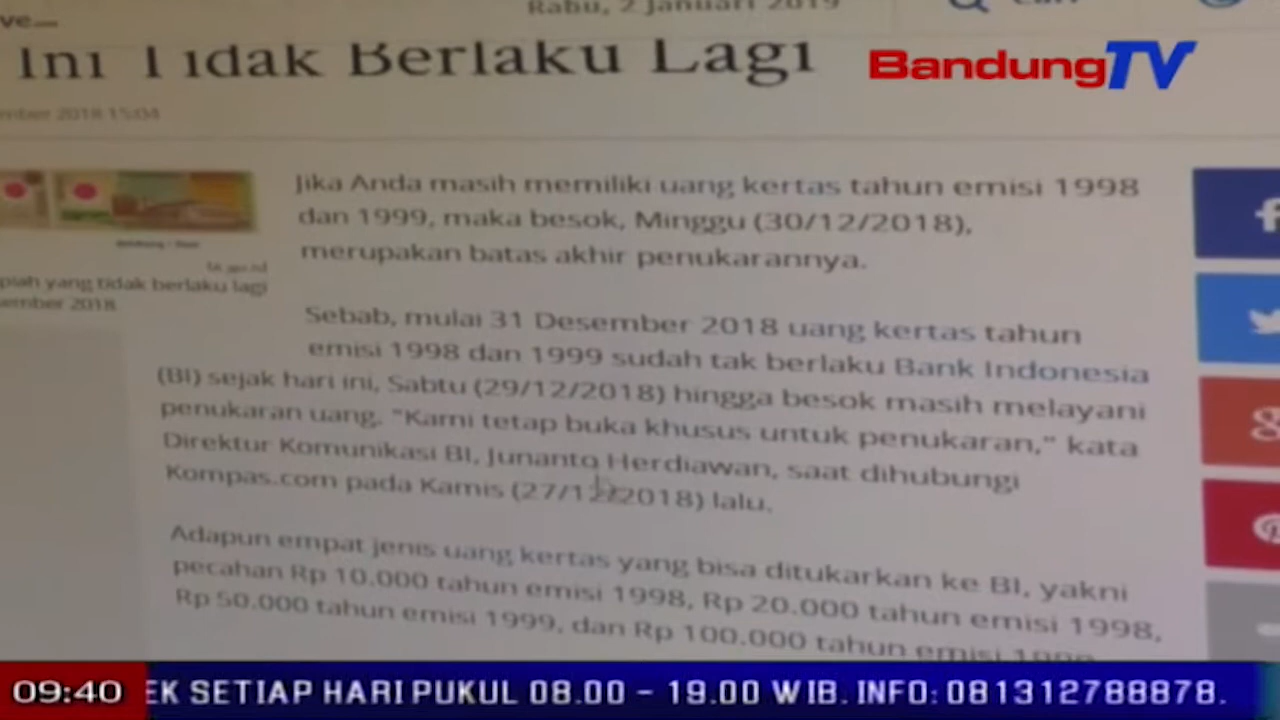 Rabu, 2 Januari 2019
Ini Tidak Berlaku Lagi
BandungTV
2018 15:04
Jika Anda masih memiliki uang kertas tahun emisi 1998
dan 1999, maka besok, Minggu (30/12/2018),
merupakan batas akhir penukarannya.
piah yang tidak berlaku lagi
ember 2018
Sebab, mulai 31 Desember 2018 uang kertas tahun
emisi 1998 dan 1999 sudah tak berlaku Bank Indonesia
(BI) sejak hari ini, Sabtu (29/12/2018) hingga besok masih melayani
penukaran uang. "Kami tetap buka khusus untuk penukaran," kata
Direktur Komunikasi BI, Junanto Herdiawan, saat dihubungi
Kompas.com pada Kamis (27/12/2018) lalu.
Adapun empat jenis uang kertas yang bisa ditukarkan ke BI, yakni
pecahan Rp 10.000 tahun emisi 1998, Rp 20.000 tahun emisi 1998,
Rp 50.000 tahun emisi 1999, dan Rp 100.000 tahun emisi
09:40
EK SETIAP HARI PUKUL 08.00 - 19.00 WIB. INFO: 081312788878.